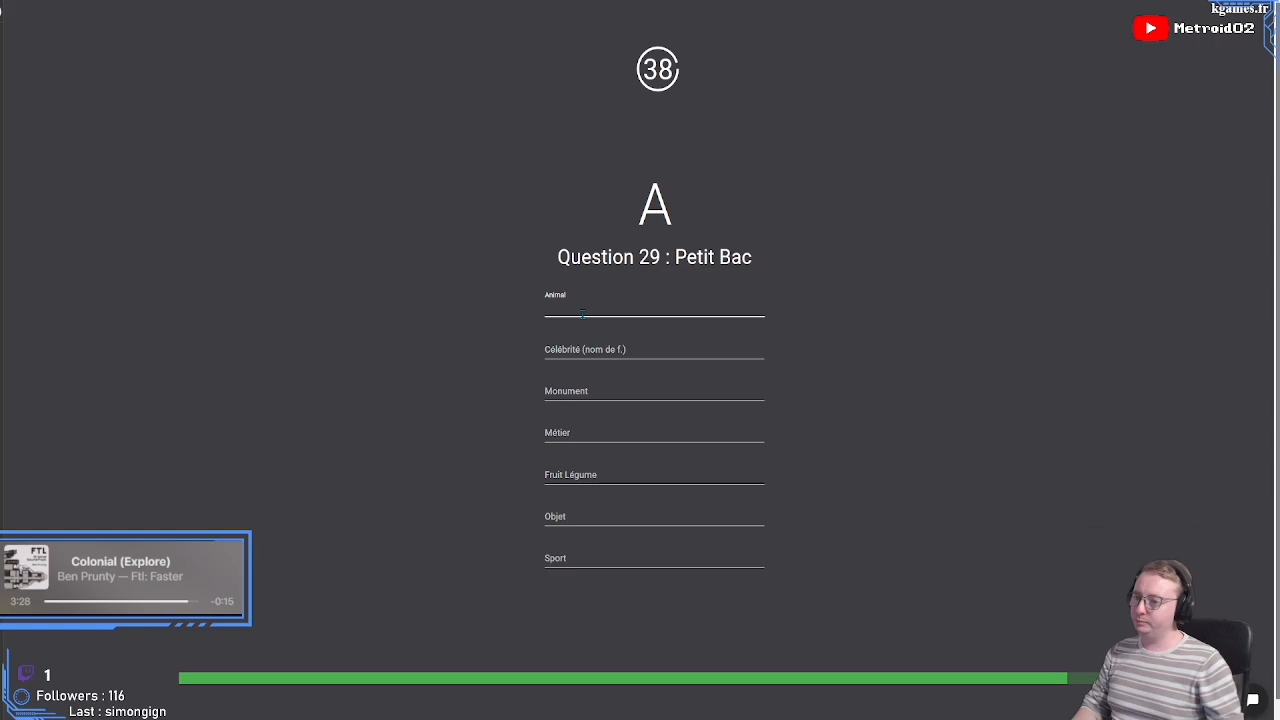 kgames.fr
Metroid02
38
A
Question 29 : Petit Bac
Animal
Célébrité (nom de f.)
Monument
Métier
Fruit Légume
Objet
Sport
FTL
Colonial (Explore)
Ben Prunty — Ftl: Faster
3:28
-0:15
1
Followers : 116
Last : simongign